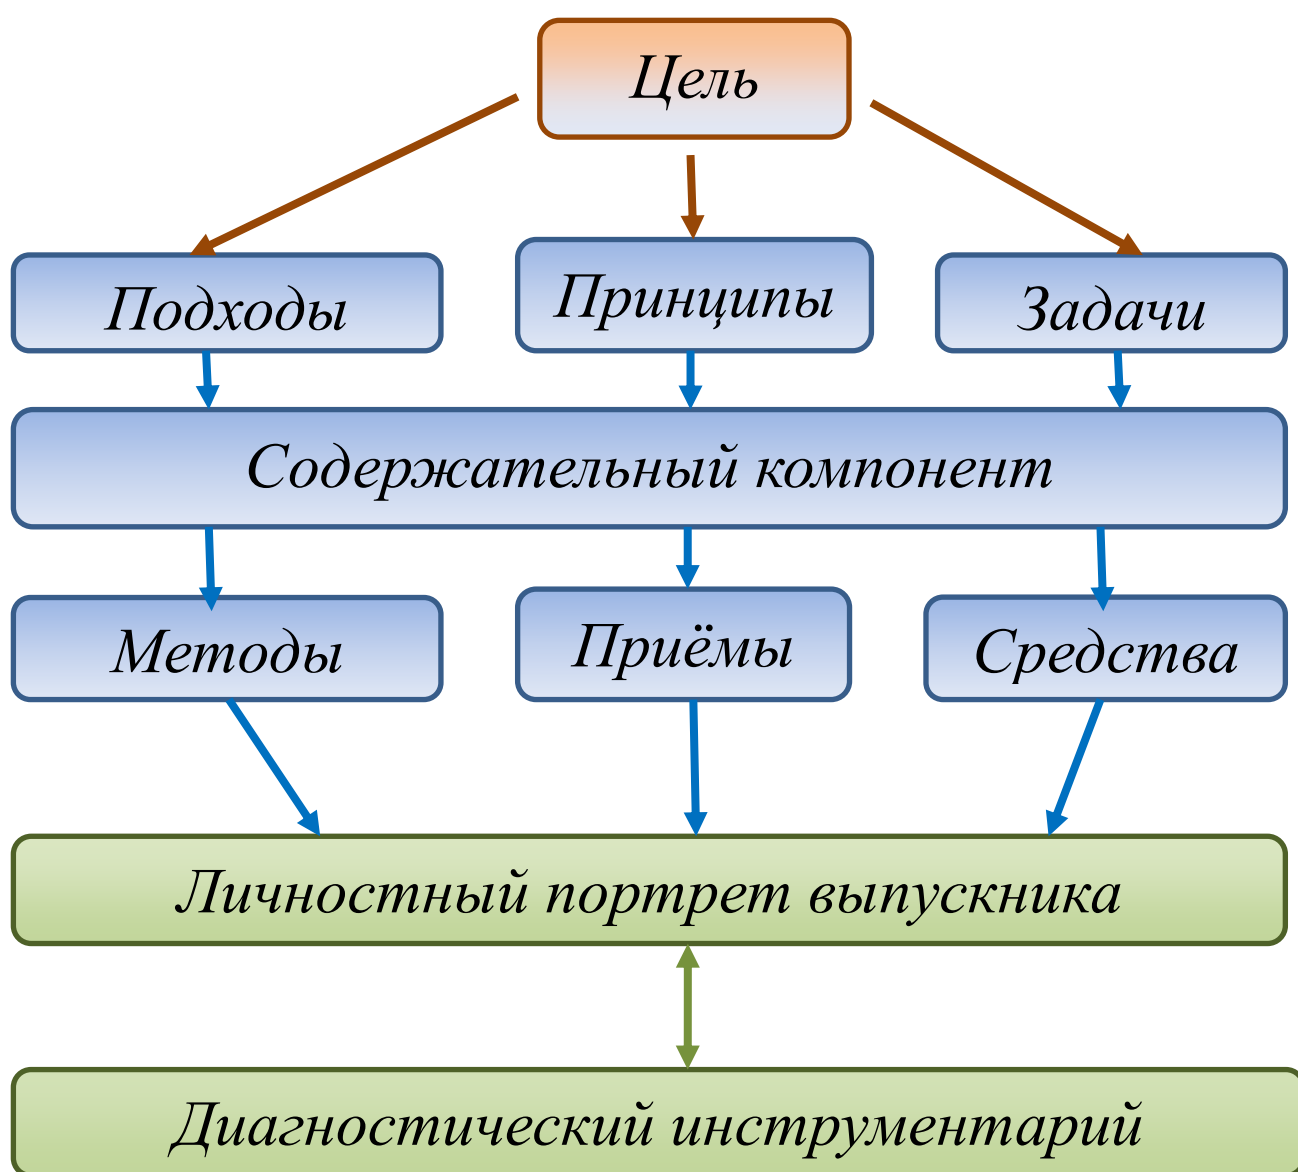 Цель
Подходы
Принципы
Задачи
Содержательный компонент
Методы
Приёмы
Средства
Личностный портрет выпускника
Диагностический инструментарий